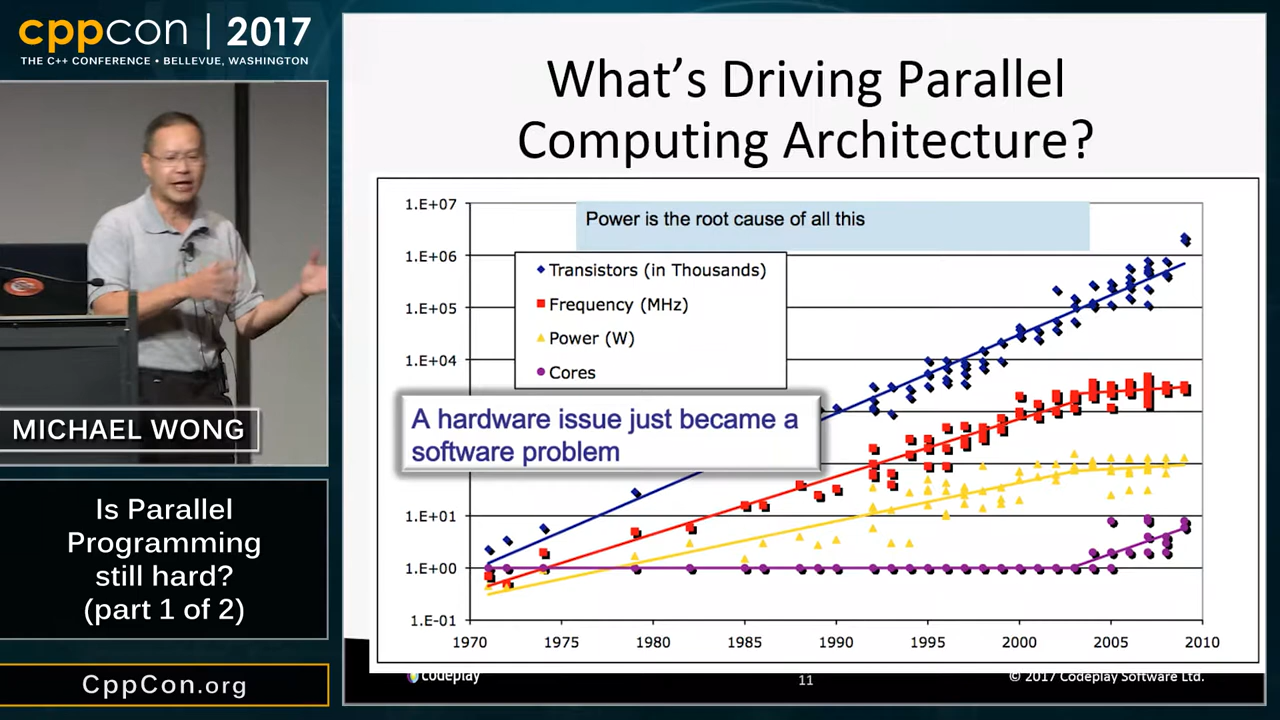 cppcon | 2017
THE C++ CONFERENCE • BELLEVUE, WASHINGTON
MICHAEL WONG
Is Parallel
Programming
still hard?
(part 1 of 2)
CppCon.org
What's Driving Parallel
Computing Architecture?
Power is the root cause of all this
Transistors (in Thousands)
Frequency (MHz)
Power (W)
Cores
A hardware issue just became a
software problem
1.E+07
1.E+06
1.E+05
1.E+04
1.E+01
1.E+00
1.E-01
1970 1975 1980 1985 1990 1995 2000 2005 2010
codeplay
11
© 2017 Codeplay Software Ltd.